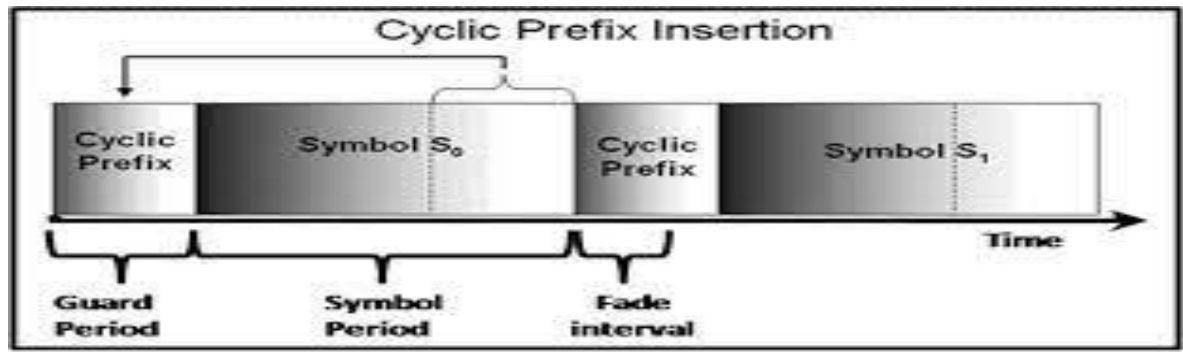 Cyclic Prefix Insertion
Cyclic
Prefix
Symbol S₀
Cyclic
Prefix
Symbol S₁
Time
Guard
Period
Symbol
Period
Fade
interval